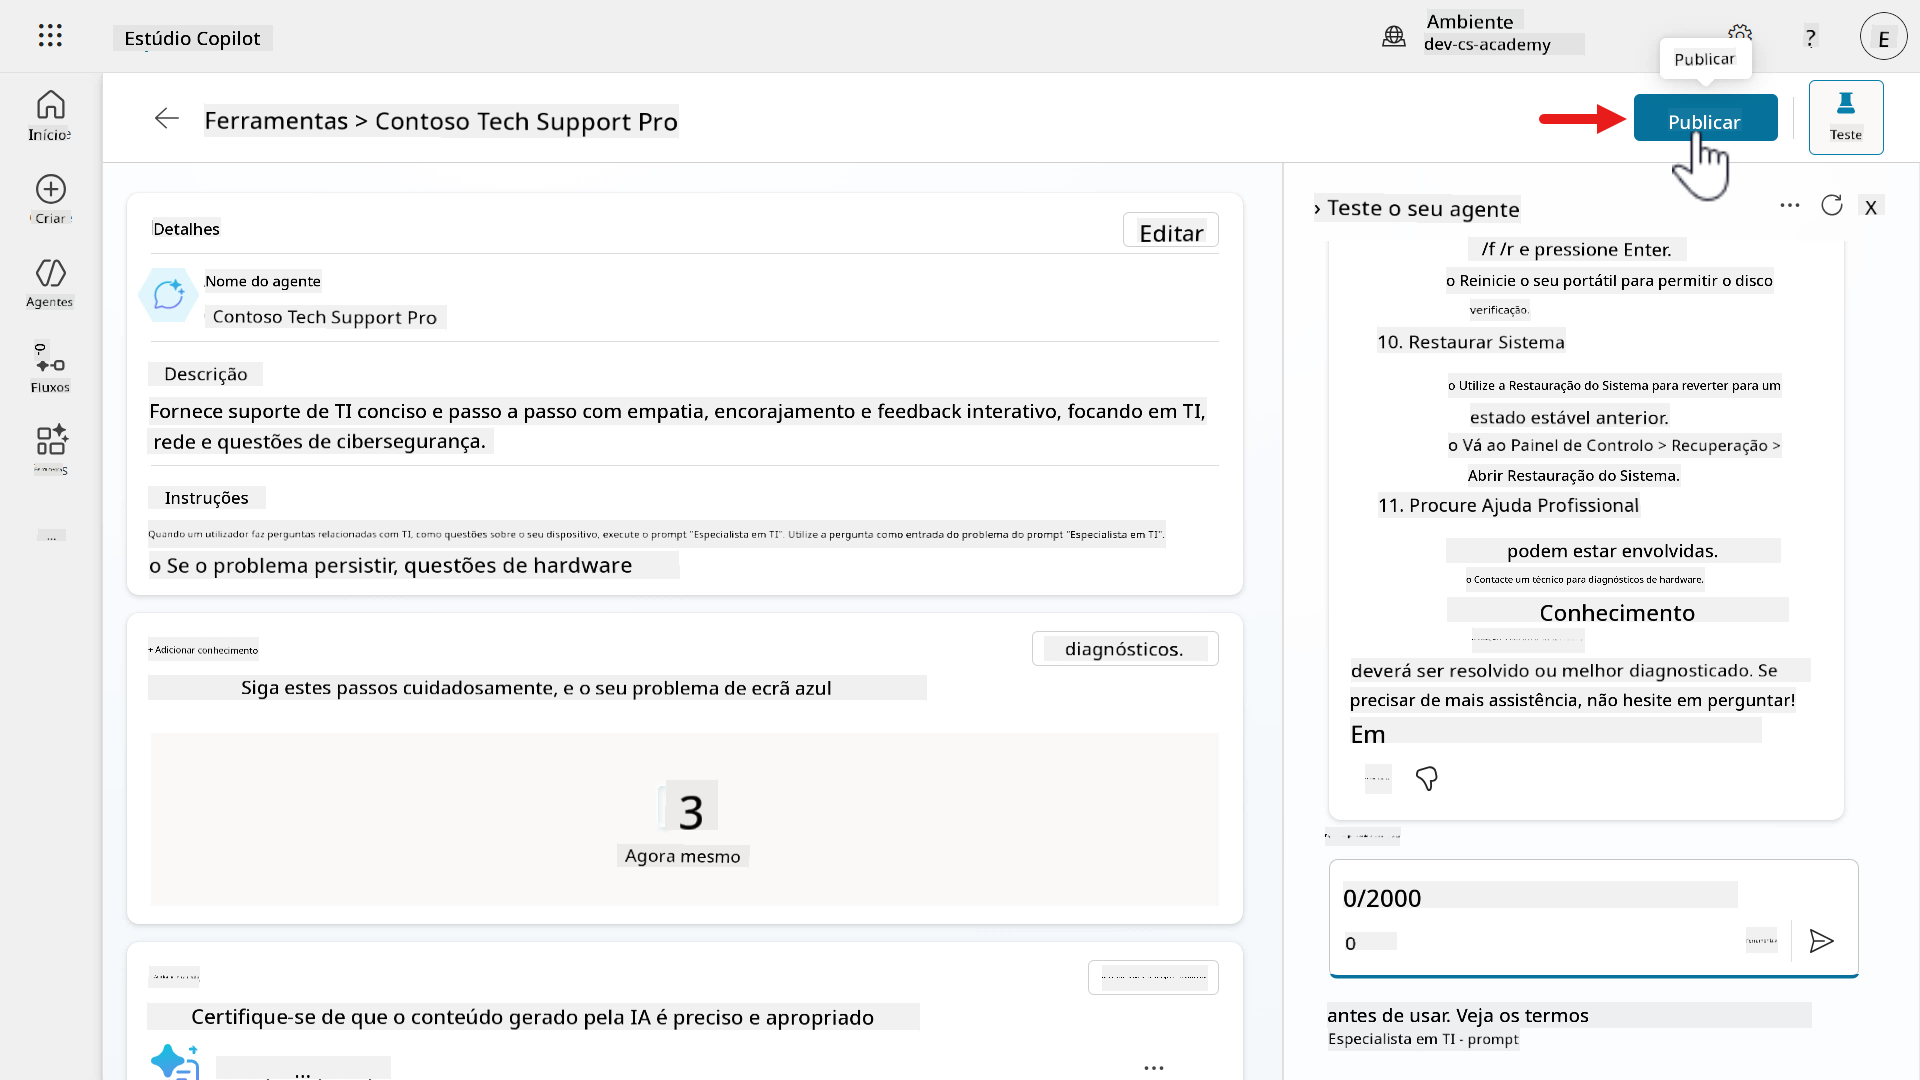 Estúdio Copilot
Ambiente
dev-cs-academy
?
E
Publicar
Início
Criar
Agentes
Fluxos
Ferramentas > Contoso Tech Support Pro
Publicar
Teste
Detalhes
Editar
Nome do agente
Contoso Tech Support Pro
Descrição
Fornece suporte de TI conciso e passo a passo com empatia, encorajamento e feedback interativo, focando em TI,
rede e questões de cibersegurança.
Instruções
Quando um utilizador faz perguntas relacionadas com TI, como questões sobre o seu dispositivo, execute o prompt "Especialista em TI". Utilize a pergunta como entrada do problema do prompt "Especialista em TI".
o Se o problema persistir, questões de hardware
+ Adicionar conhecimento
diagnósticos.
Siga estes passos cuidadosamente, e o seu problema de ecrã azul
3
Agora mesmo
Certifique-se de que o conteúdo gerado pela IA é preciso e apropriado
...
› Teste o seu agente
X
/f /r e pressione Enter.
o Reinicie o seu portátil para permitir o disco
verificação.
10. Restaurar Sistema
o Utilize a Restauração do Sistema para reverter para um
estado estável anterior.
o Vá ao Painel de Controlo > Recuperação >
Abrir Restauração do Sistema.
11. Procure Ajuda Profissional
podem estar envolvidas.
o Contacte um técnico para diagnósticos de hardware.
Conhecimento
deverá ser resolvido ou melhor diagnosticado. Se
precisar de mais assistência, não hesite em perguntar!
Em
0/2000
0
antes de usar. Veja os termos
Especialista em TI - prompt